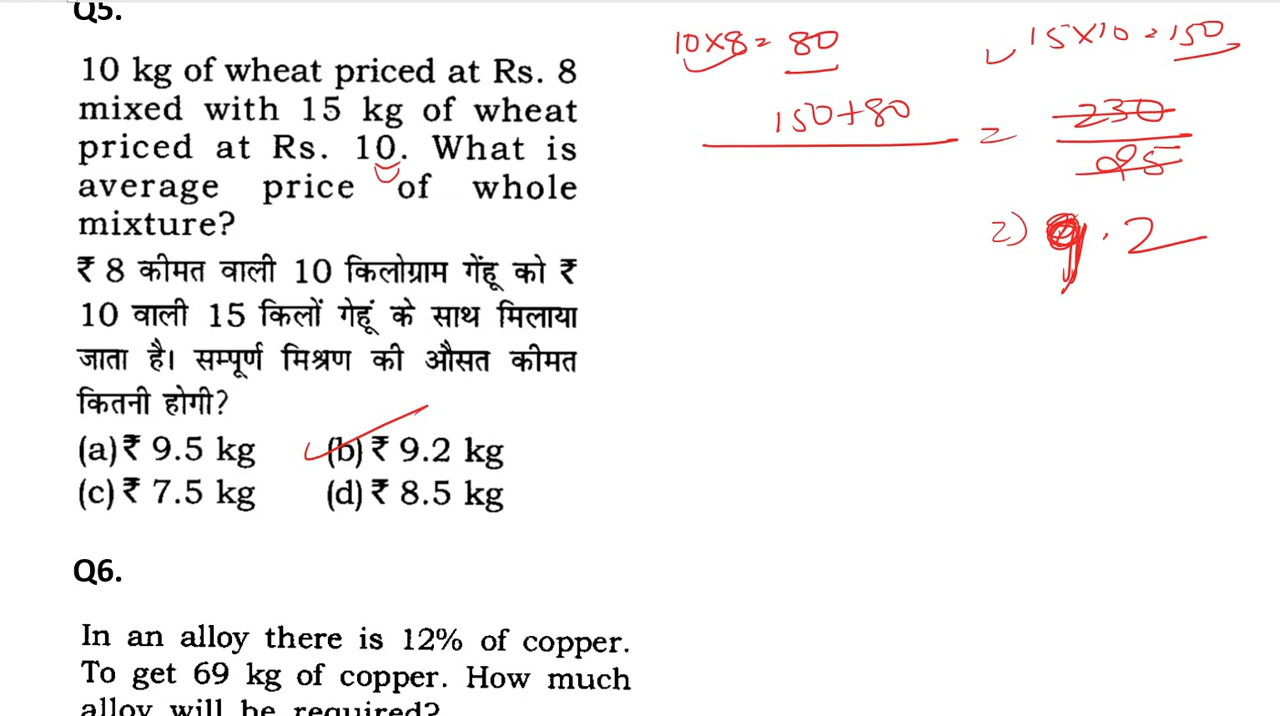 Q5.
10 kg of wheat priced at Rs. 8
mixed with 15 kg of wheat
priced at Rs. 10. What is
average price of whole
mixture?
₹ 8 कीमत वाली 10 किलोग्राम गेंहू को ₹
10 वाली 15 किलों गेहूं के साथ मिलाया
जाता है। सम्पूर्ण मिश्रण की औसत कीमत
कितनी होगी?
(a) ₹ 9.5 kg (b) ₹ 9.2 kg
(c) ₹ 7.5 kg (d) ₹ 8.5 kg
Q6.
In an alloy there is 12% of copper.
To get 69 kg of copper. How much
alloy will be required?
10×8 = 80
15×10 = 150
150+80 = 230
25
9.2